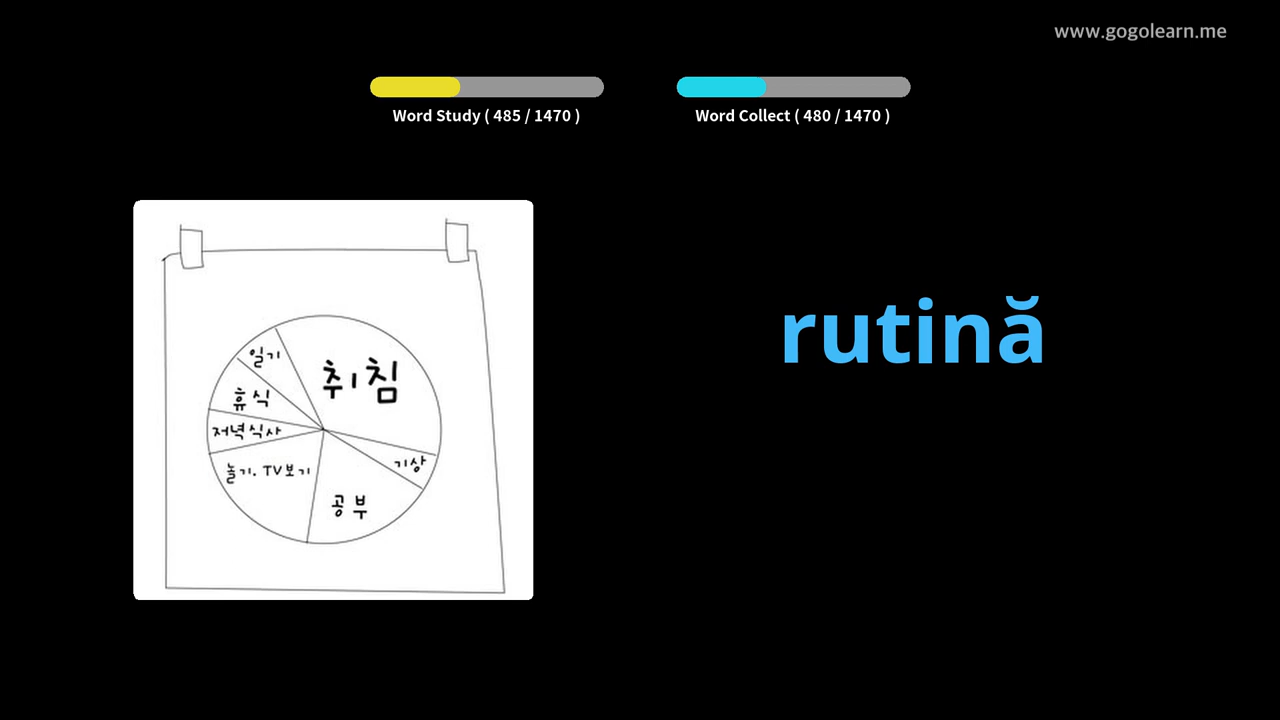 www.gogolearn.me
Word Study ( 485 / 1470 )
Word Collect ( 480 / 1470 )
일기
취침
휴식
저녁식사
기상
놀기. TV보기
공부
rutină